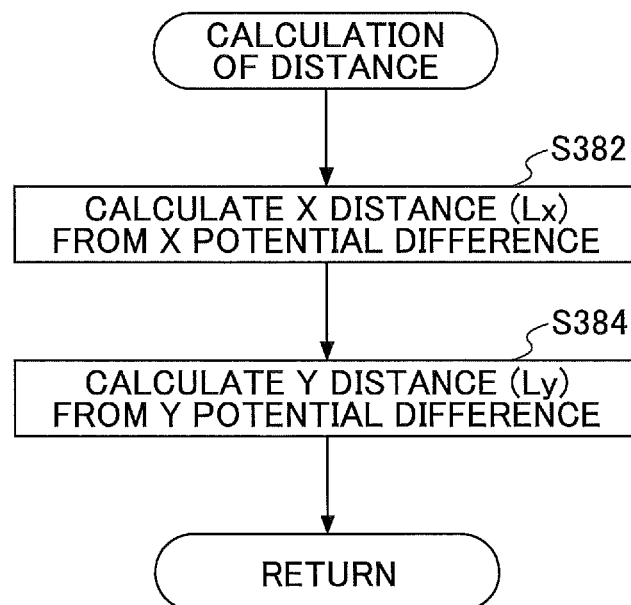 CALCULATION
OF DISTANCE
S382
CALCULATE X DISTANCE (Lx)
FROM X POTENTIAL DIFFERENCE
S384
CALCULATE Y DISTANCE (Ly)
FROM Y POTENTIAL DIFFERENCE
RETURN